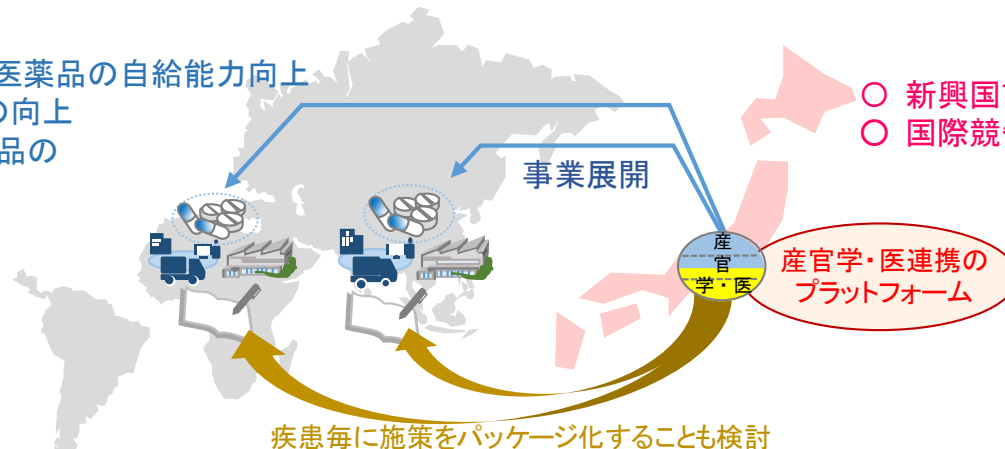 医薬品の自給能力向上
の向上
品の
○ 新興国
○ 国際競
事業展開
産
官
学・医
産官学・医連携の
プラットフォーム
疾患毎に施策をパッケージ化することも検討